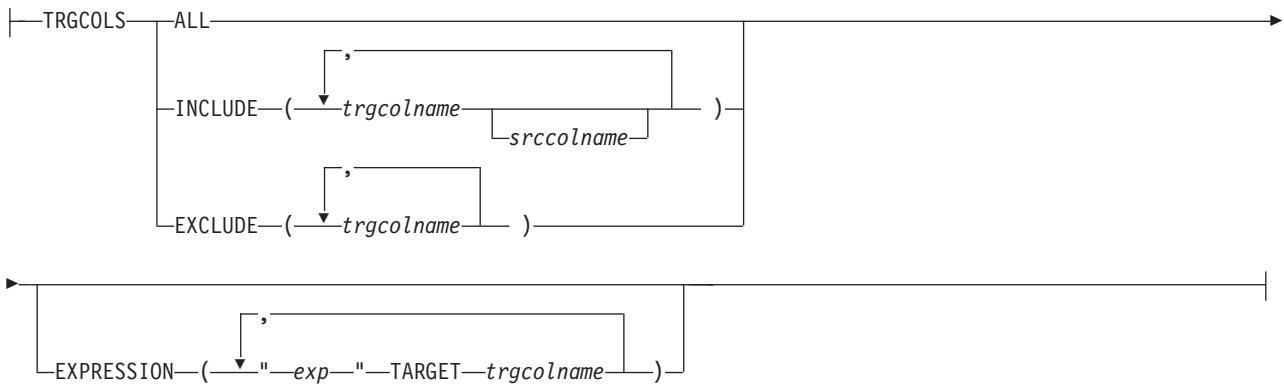 TRGCOLS ALL
,
INCLUDE ( trgcolname )
srccolname
,
EXCLUDE ( trgcolname )
,
EXPRESSION ( " exp " TARGET trgcolname )